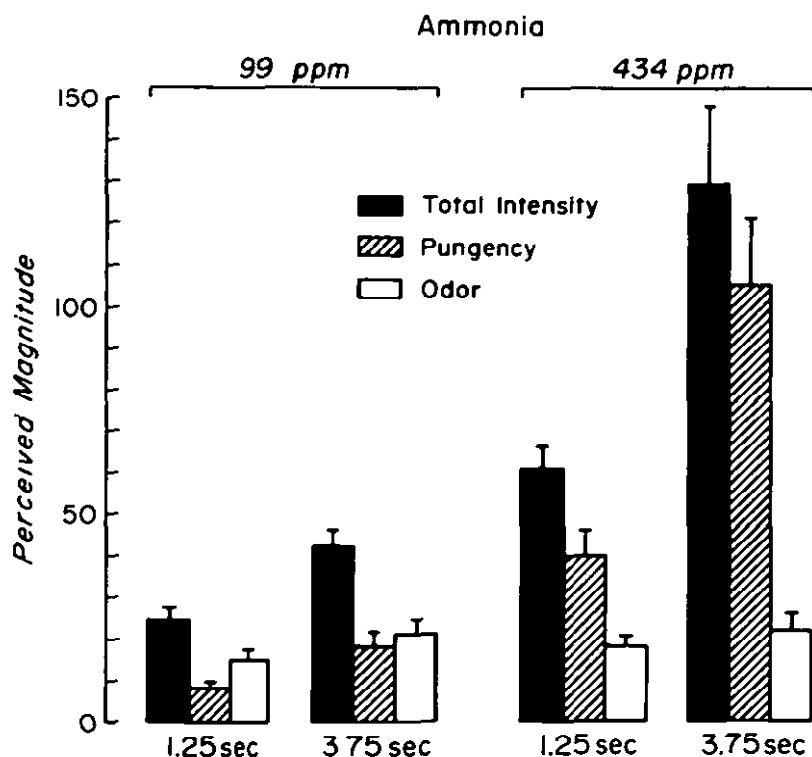 Ammonia
99 ppm
434 ppm
150
100
50
0
Perceived Magnitude
Total Intensity
Pungency
Odor
1.25 sec
3 75 sec
1.25 sec
3.75 sec